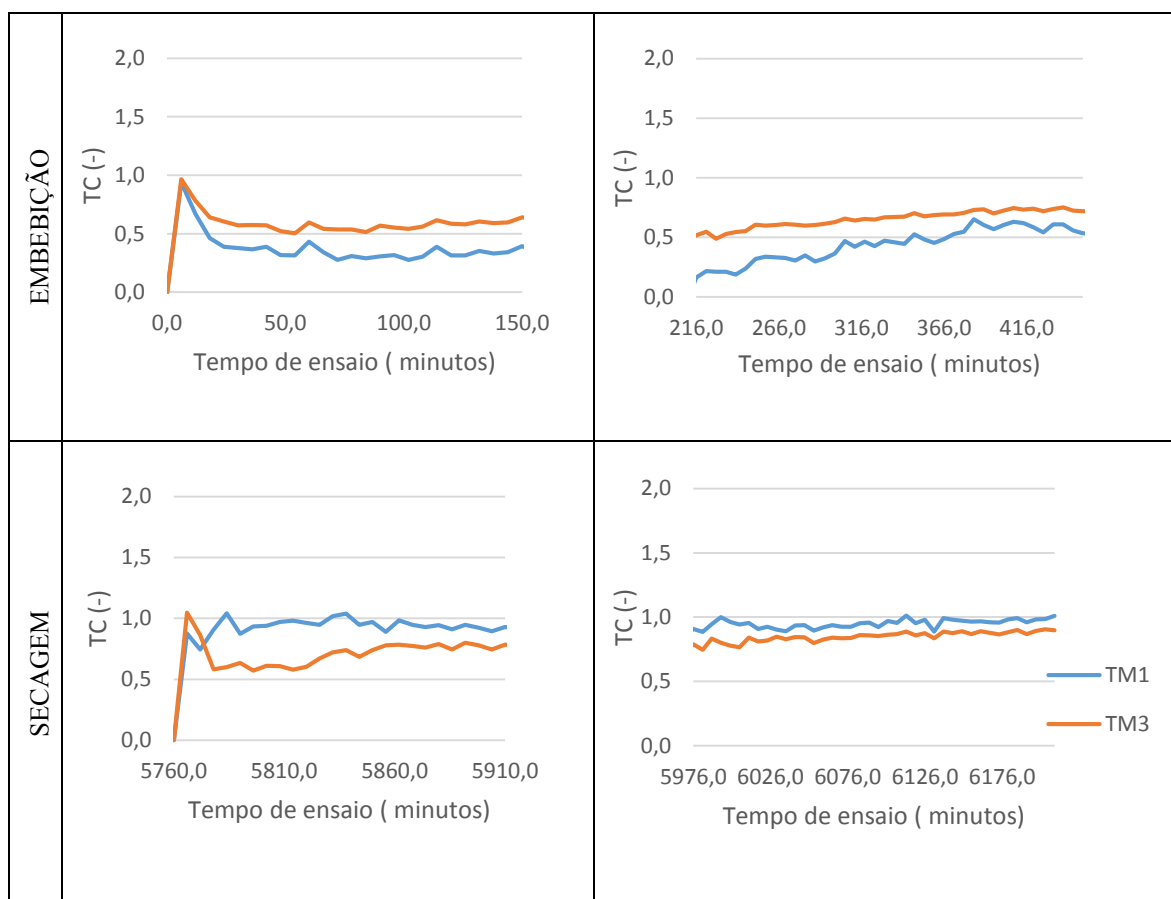 EMBEBIÇÃO
2,0
1,5
1,0
0,5
0,0
TC (-)
0,0 50,0 100,0 150,0
Tempo de ensaio ( minutos)
2,0
1,5
1,0
0,5
0,0
TC (-)
216,0 266,0 316,0 366,0 416,0
Tempo de ensaio ( minutos)
SECAGEM
2,0
1,5
1,0
0,5
0,0
TC (-)
5760,0 5810,0 5860,0 5910,0
Tempo de ensaio ( minutos)
2,0
1,5
1,0
0,5
0,0
TC (-)
5976,0 6026,0 6076,0 6126,0 6176,0
Tempo de ensaio ( minutos)
TM1
TM3